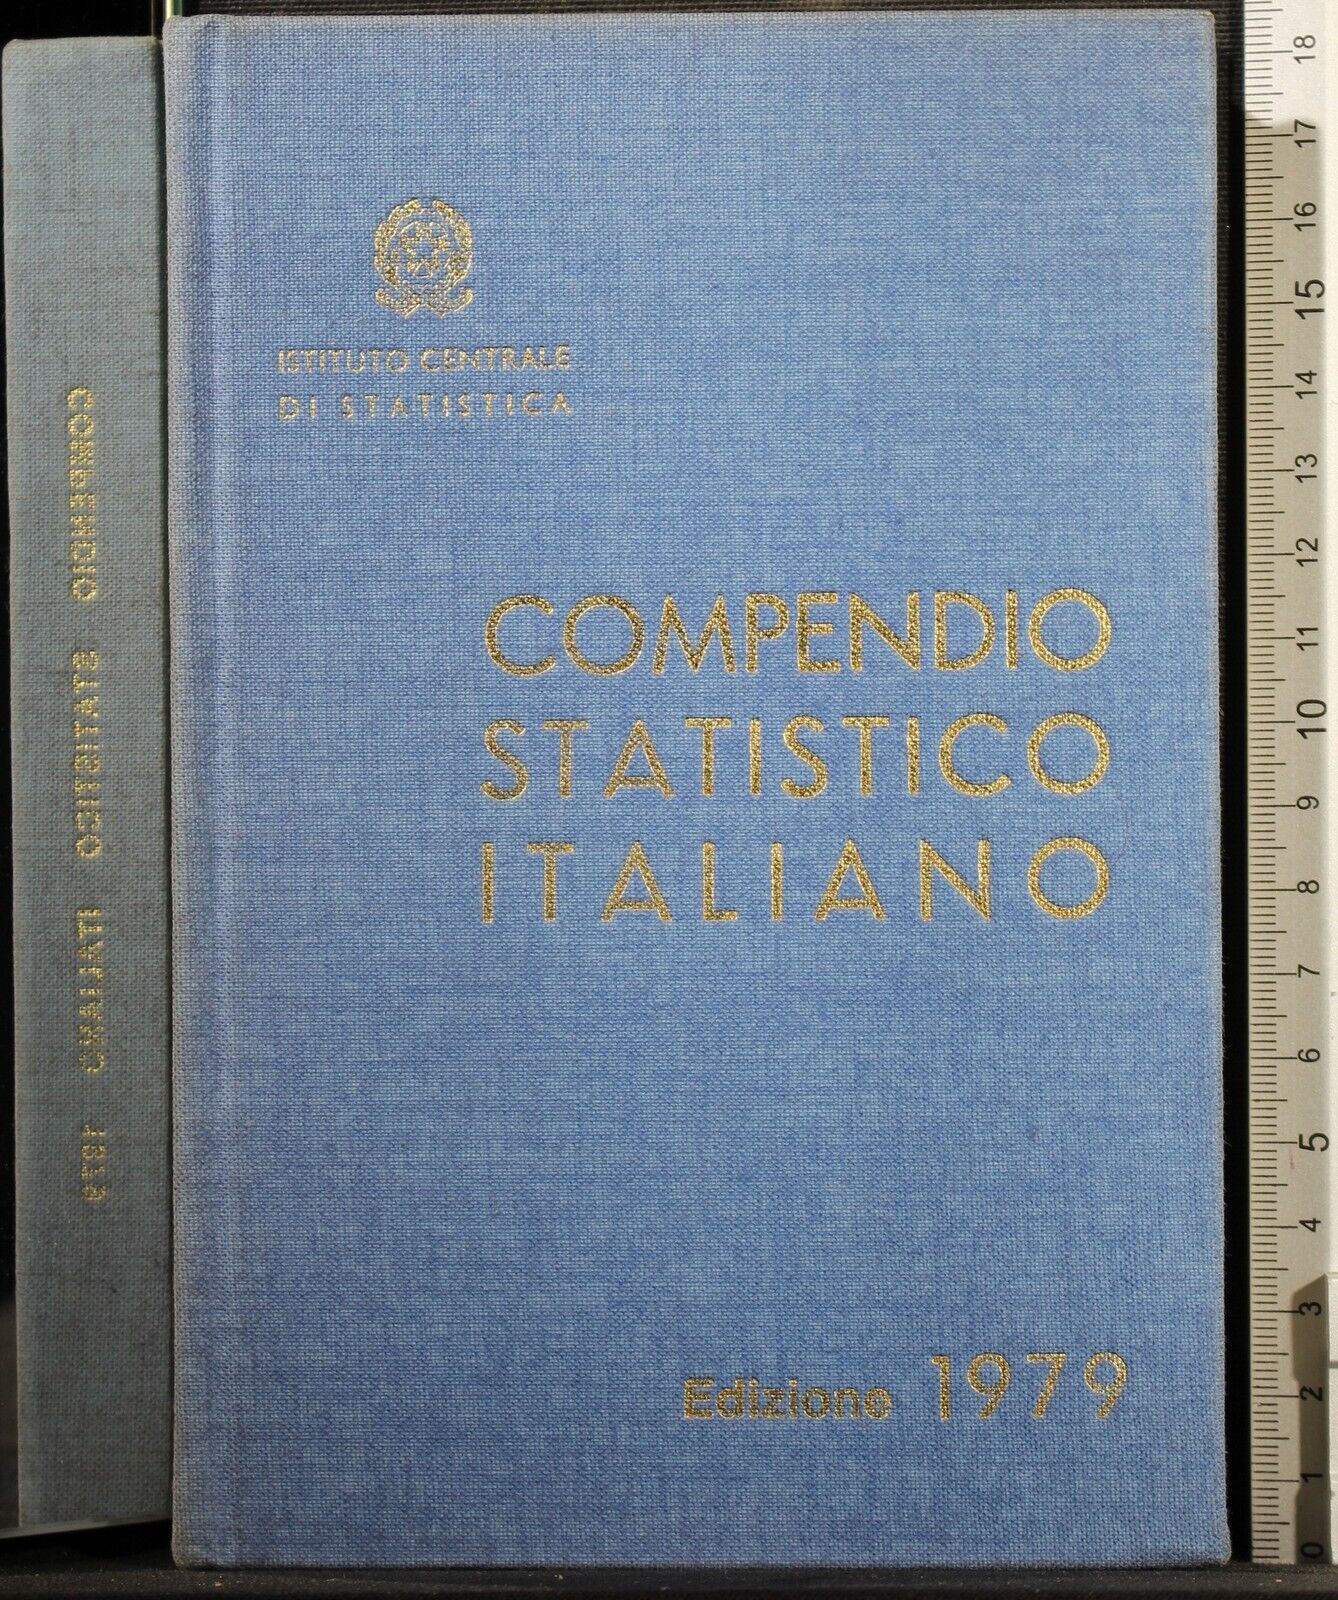 ISTITUTO CENTRALE
DI STATISTICA
COMPENDIO
STATISTICO
ITALIANO
Edizione 1979
COMPENDIO STATISTICO ITALIANO 1979
18
17
16
15
14
13
12
11
10
9
8
7
6
5
4
3
2
1
0